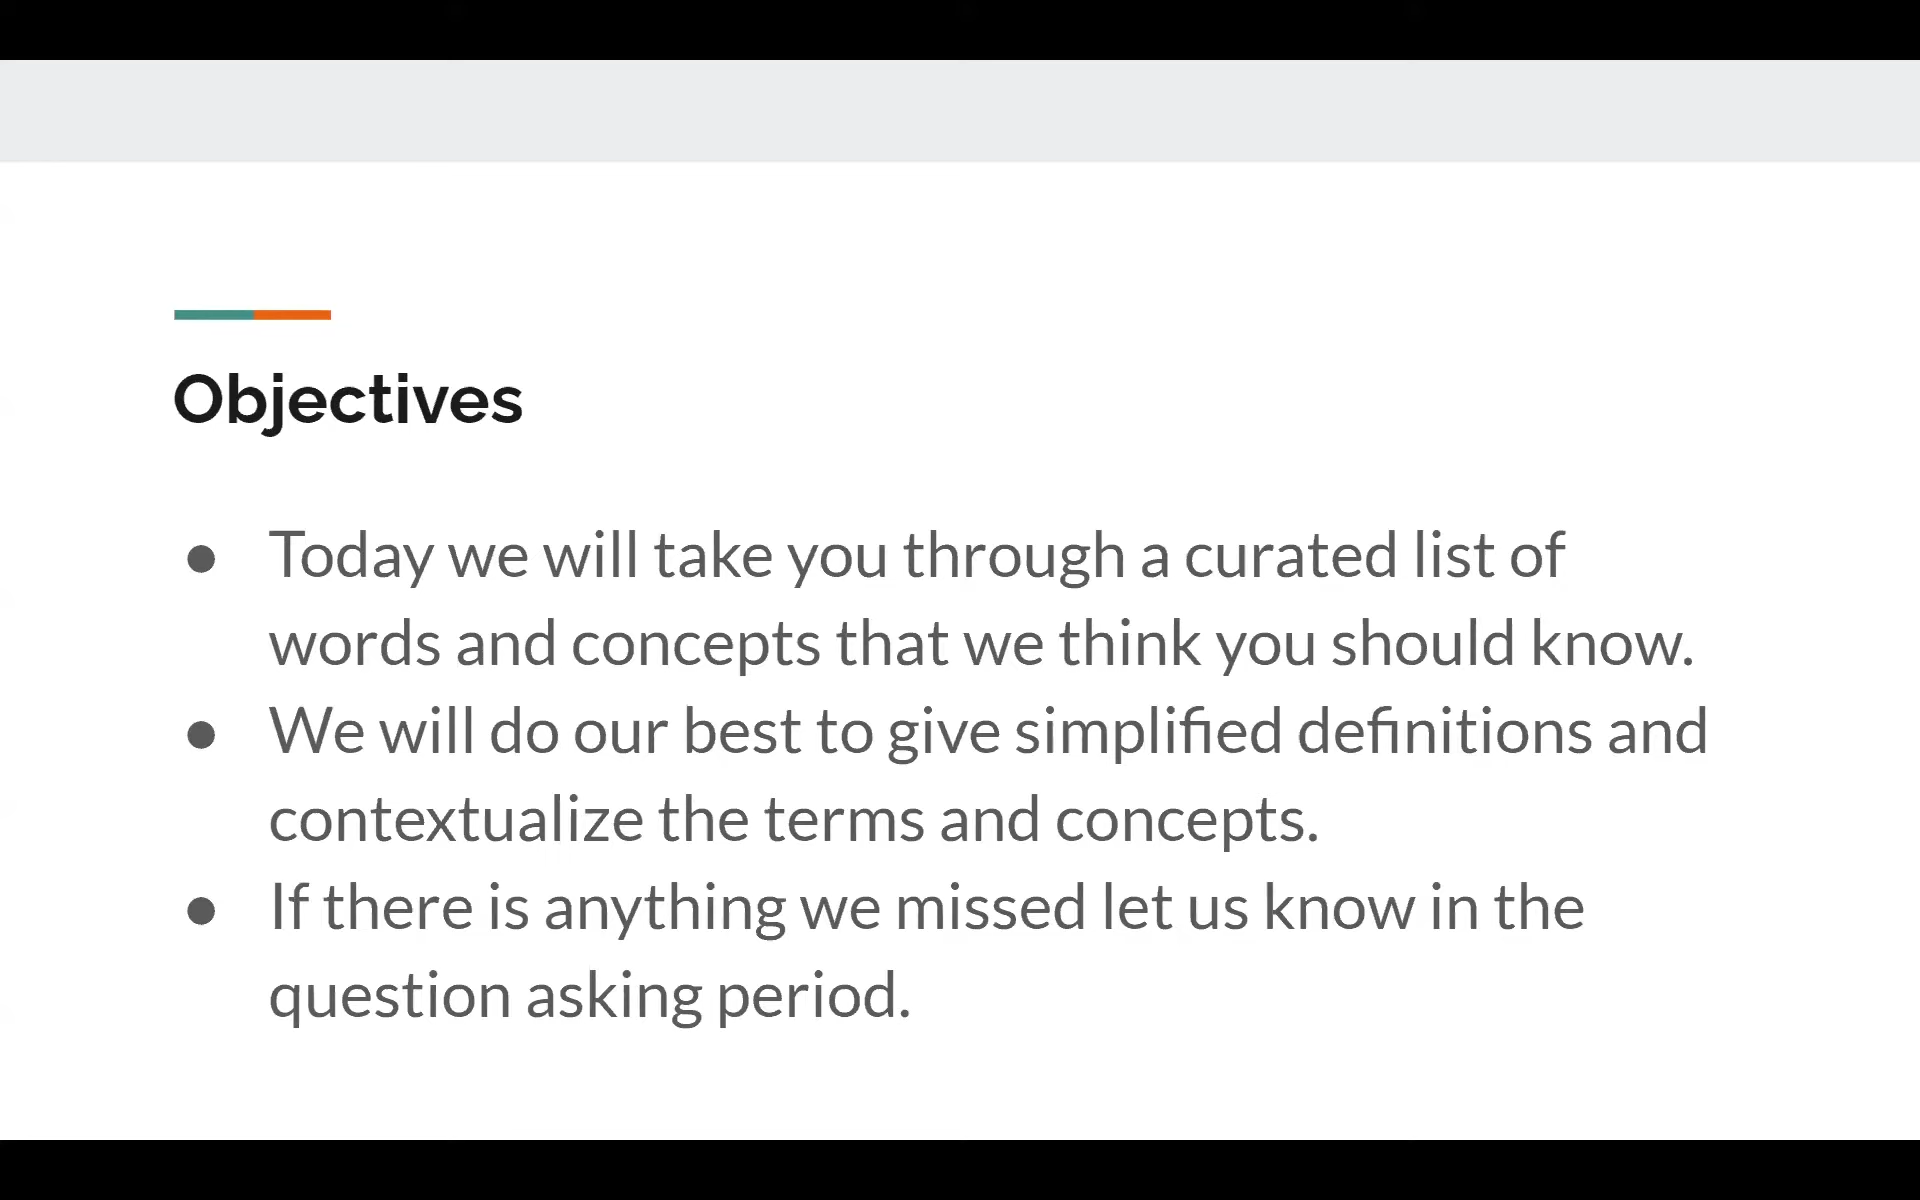 Objectives
● Today we will take you through a curated list of
words and concepts that we think you should know.
● We will do our best to give simplified definitions and
contextualize the terms and concepts.
● If there is anything we missed let us know in the
question asking period.